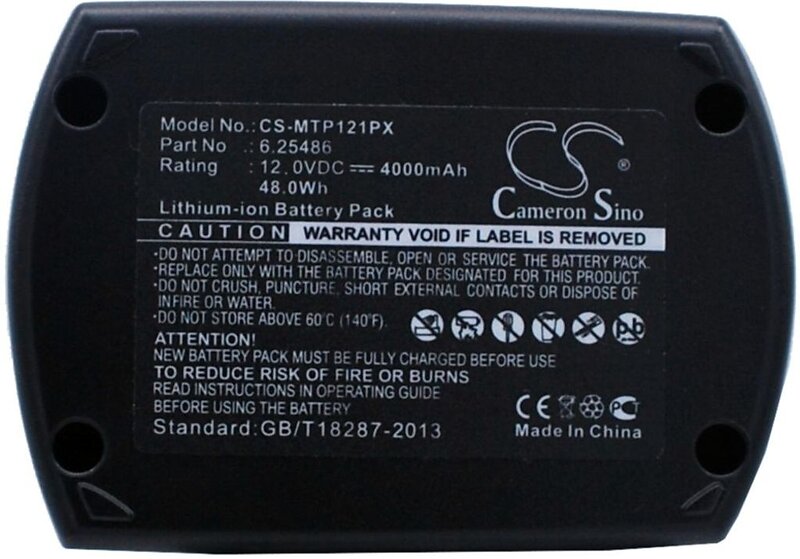 Model No.: CS-MTP121PX
Part No . : 6.25486
Rating : 12.0VDC 4000mAh
48.0Wh
Lithium-ion Battery Pack
CS ®
Cameron Sino
CAUTION WARRANTY VOID IF LABEL IS REMOVED
·DO NOT ATTEMPT TO DISASSEMBLE, OPEN OR SERVICE THE BATTERY PACK.
·REPLACE ONLY WITH THE BATTERY PACK DESIGNATED FOR THIS PRODUCT.
·DO NOT CRUSH, PUNCTURE, SHORT EXTERNAL CONTACTS OR DISPOSE OF
INFIRE OR WATER.
·DO NOT STORE ABOVE 60°C (140°F).
Pb
ATTENTION!
NEW BATTERY PACK MUST BE FULLY CHARGED BEFORE USE
TO REDUCE RISK OF FIRE OR BURNS
READ INSTRUCTIONS IN OPERATING GUIDE
BEFORE USING THE BATTERY
CE PCT
Made In China
Standard:GB/T18287-2013